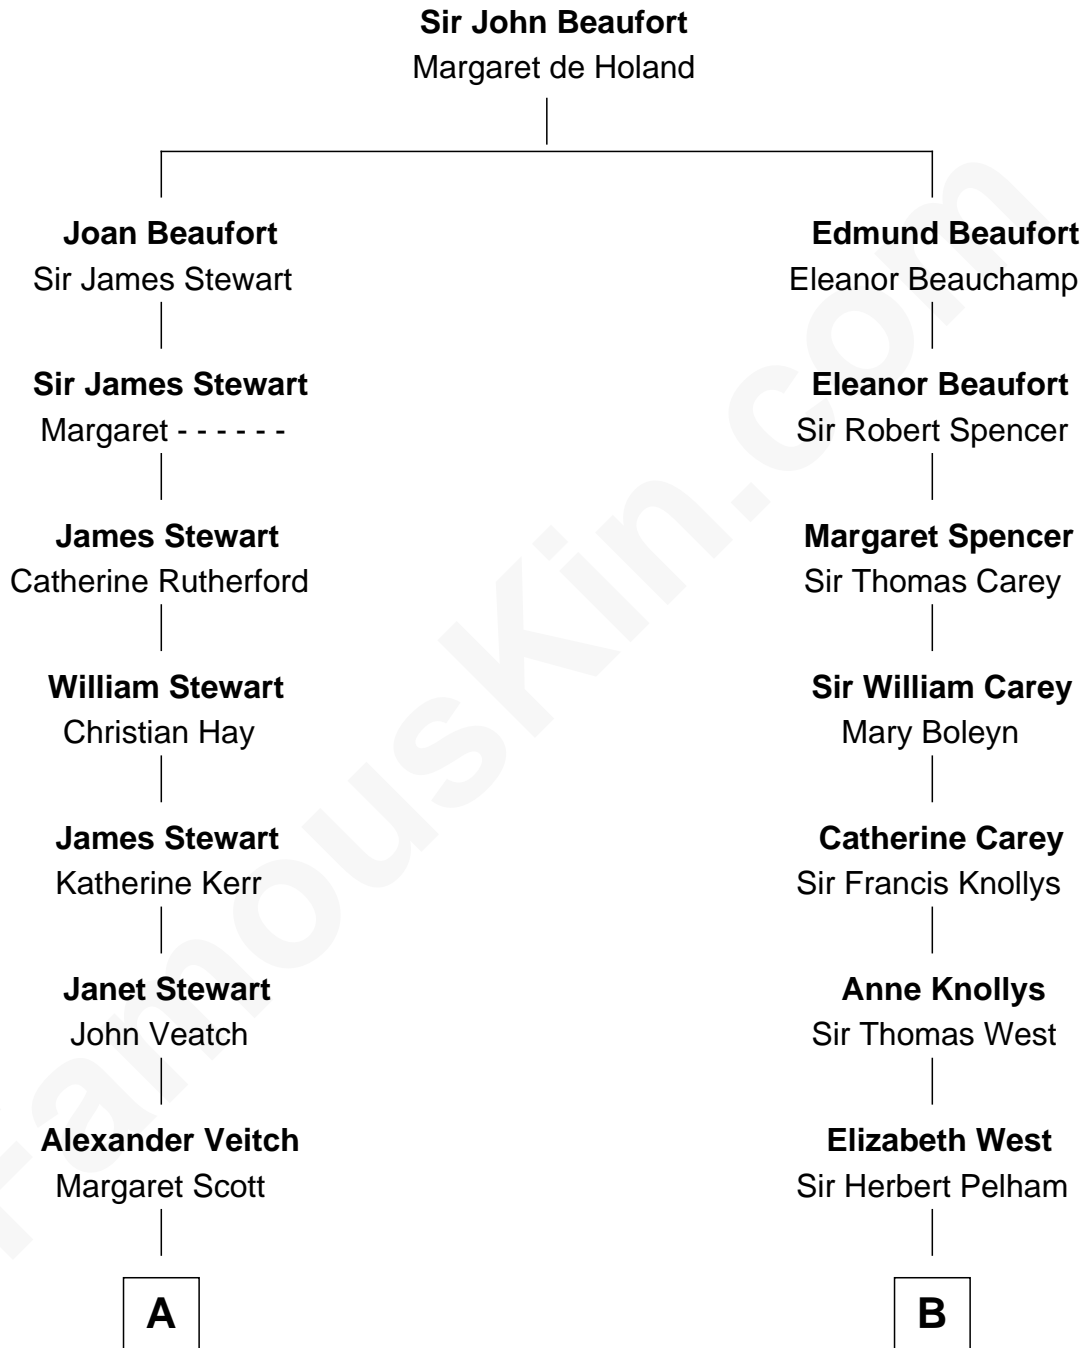 Sir John Beaufort
Margaret de Holand
Joan Beaufort
Sir James Stewart
Edmund Beaufort
Eleanor Beauchamp
Sir James Stewart
Margaret - - - - - -
Eleanor Beaufort
Sir Robert Spencer
James Stewart
Catherine Rutherford
Margaret Spencer
Sir Thomas Carey
William Stewart
Christian Hay
Sir William Carey
Mary Boleyn
James Stewart
Katherine Kerr
Catherine Carey
Sir Francis Knollys
Janet Stewart
John Veatch
Anne Knollys
Sir Thomas West
Alexander Veitch
Margaret Scott
Elizabeth West
Sir Herbert Pelham
A
B
FamousKin.com